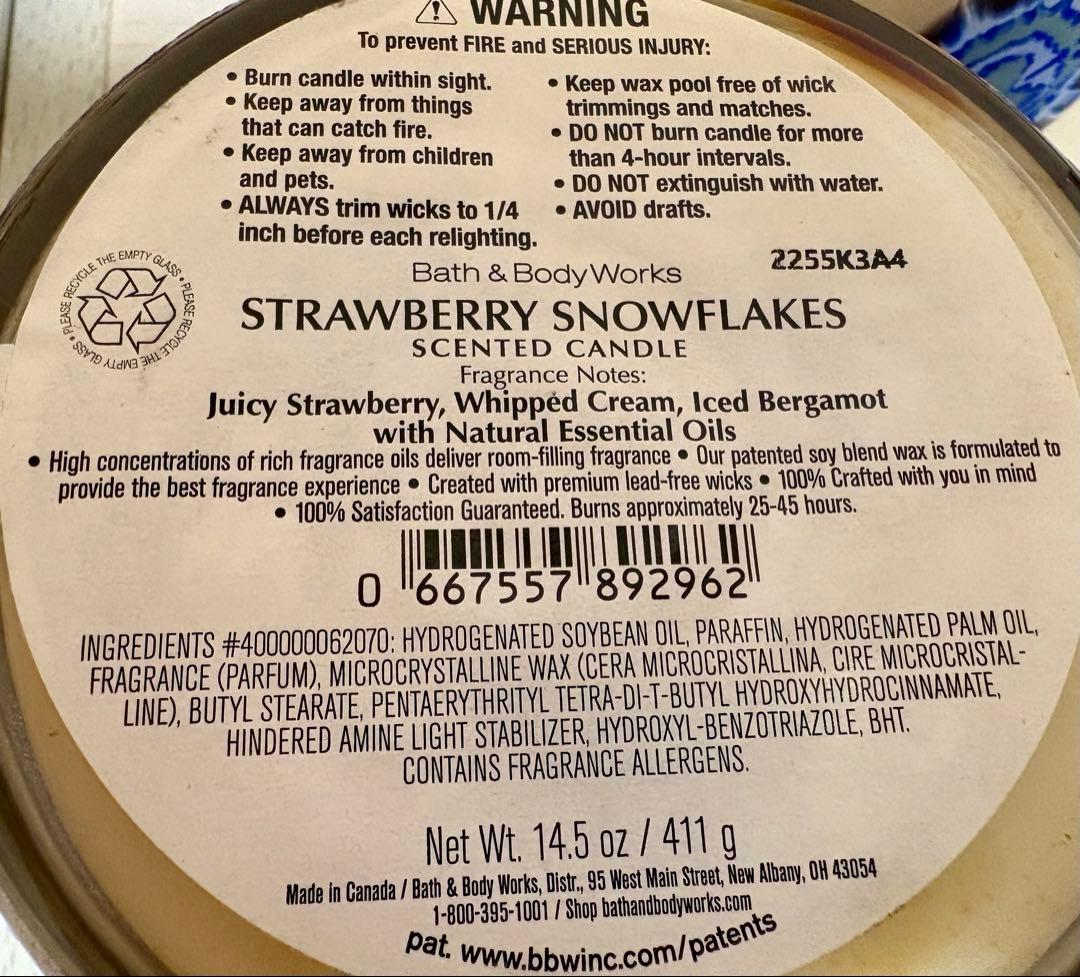 WARNING
To prevent FIRE and SERIOUS INJURY:
• Burn candle within sight.
• Keep away from things
that can catch fire.
• Keep away from children
and pets.
• ALWAYS trim wicks to 1/4
inch before each relighting.
• Keep wax pool free of wick
trimmings and matches.
• DO NOT burn candle for more
than 4-hour intervals.
• DO NOT extinguish with water.
• AVOID drafts.
2255K3A4
PLEASE RECYCLE THE EMPTY GLASS • PLEASE RECYCLE THE EMPTY GLASS •
Bath & Body Works
STRAWBERRY SNOWFLAKES
SCENTED CANDLE
Fragrance Notes:
Juicy Strawberry, Whipped Cream, Iced Bergamot
with Natural Essential Oils
• High concentrations of rich fragrance oils deliver room-filling fragrance • Our patented soy blend wax is formulated to
provide the best fragrance experience • Created with premium lead-free wicks • 100% Crafted with you in mind
• 100% Satisfaction Guaranteed. Burns approximately 25-45 hours.
0 667557 892962
INGREDIENTS #400000062070: HYDROGENATED SOYBEAN OIL, PARAFFIN, HYDROGENATED PALM OIL,
FRAGRANCE (PARFUM), MICROCRYSTALLINE WAX (CERA MICROCRISTALLINA, CIRE MICROCRISTAL-
LINE), BUTYL STEARATE, PENTAERYTHRITYL TETRA-DI-T-BUTYL HYDROXYHYDROCINNAMATE,
HINDERED AMINE LIGHT STABILIZER, HYDROXYL-BENZOTRIAZOLE, BHT.
CONTAINS FRAGRANCE ALLERGENS.
Net Wt. 14.5 oz / 411 g
Made in Canada / Bath & Body Works, Distr., 95 West Main Street, New Albany, OH 43054
1-800-395-1001 / Shop bathandbodyworks.com
pat. www.bbwinc.com/patents